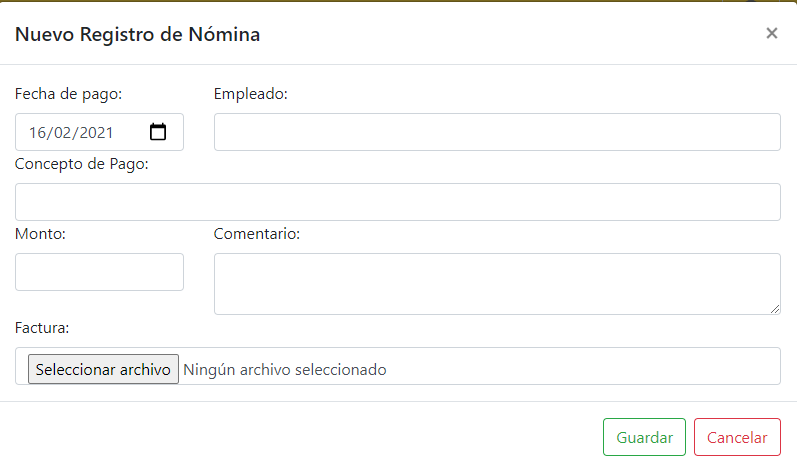 Nuevo Registro de Nómina ×
Fecha de pago: Empleado:
16/02/2021
Concepto de Pago:
Monto: Comentario:
Factura:
Seleccionar archivo Ningún archivo seleccionado
Guardar Cancelar